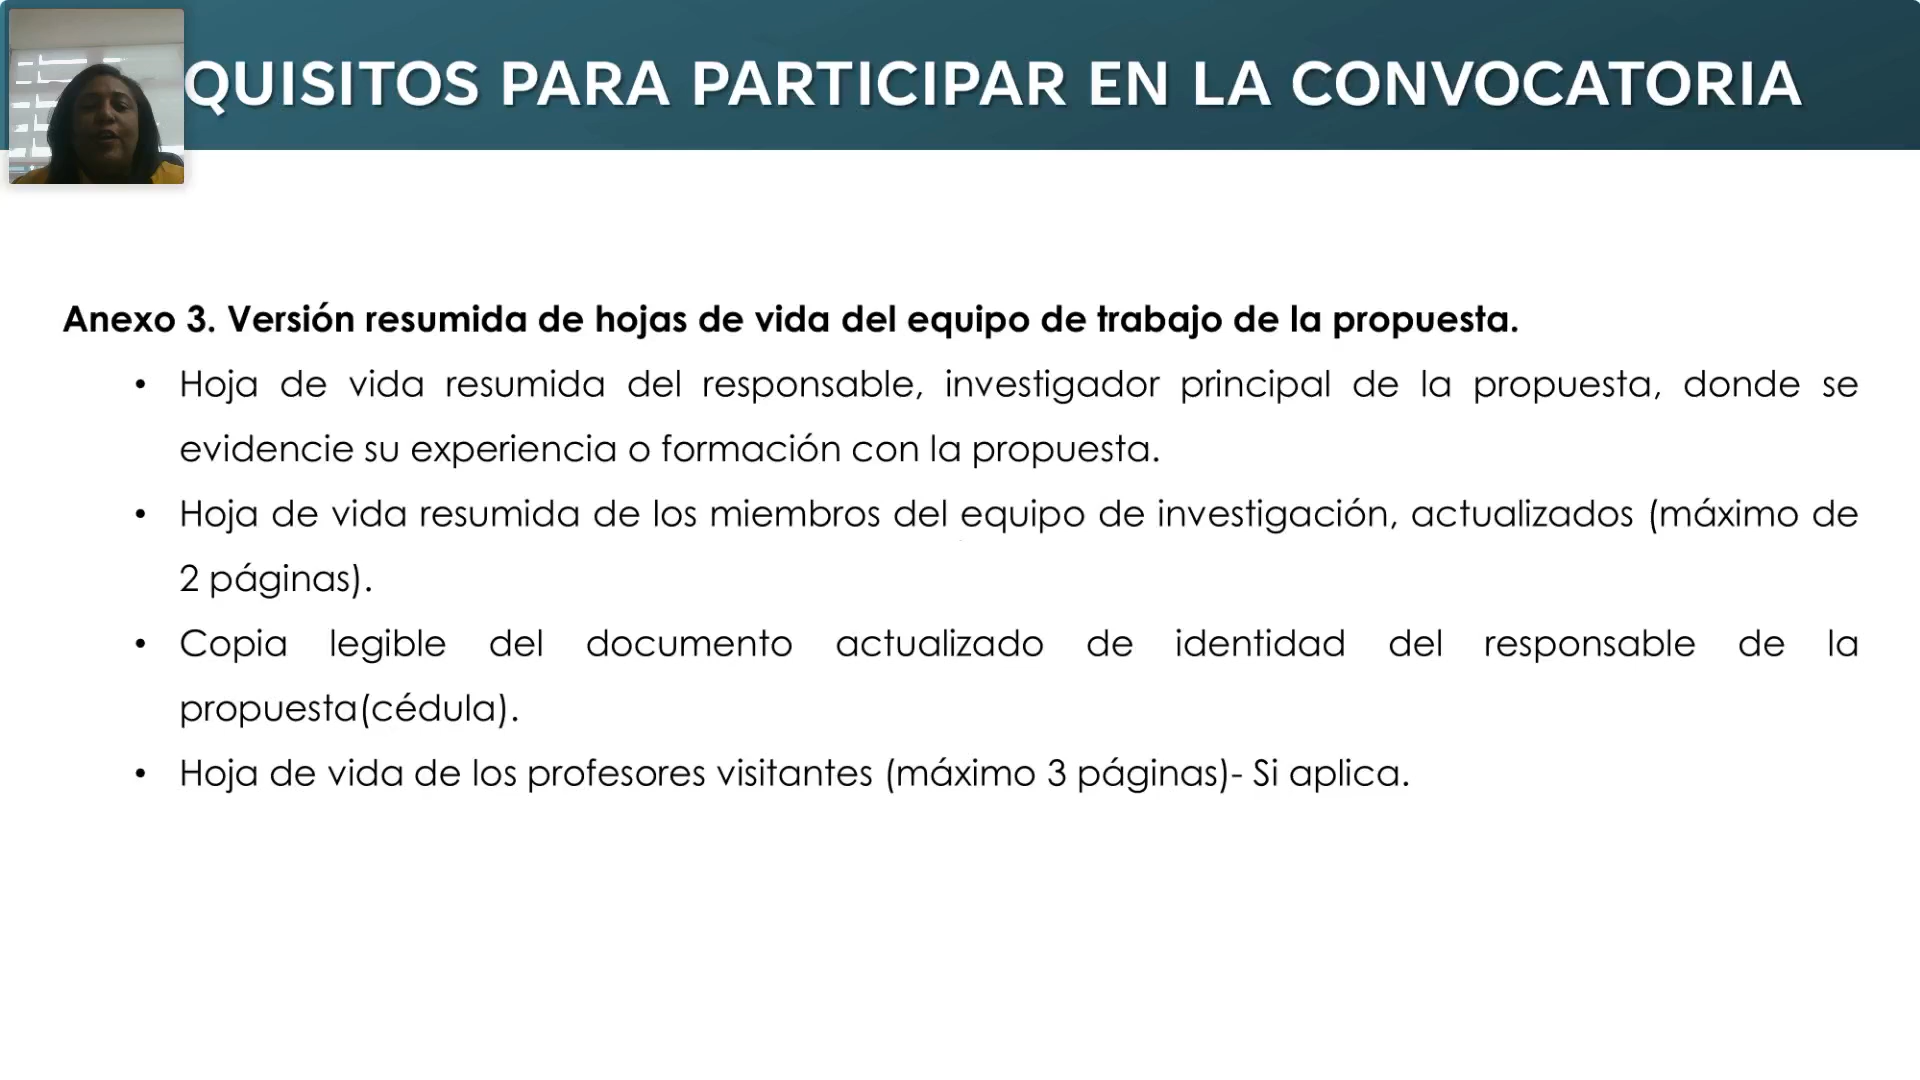 QUISITOS PARA PARTICIPAR EN LA CONVOCATORIA
Anexo 3. Versión resumida de hojas de vida del equipo de trabajo de la propuesta.
• Hoja de vida resumida del responsable, investigador principal de la propuesta, donde se
evidencie su experiencia o formación con la propuesta.
• Hoja de vida resumida de los miembros del equipo de investigación, actualizados (máximo de
2 páginas).
• Copia legible del documento actualizado de identidad del responsable de la
propuesta(cédula).
• Hoja de vida de los profesores visitantes (máximo 3 páginas)- Si aplica.